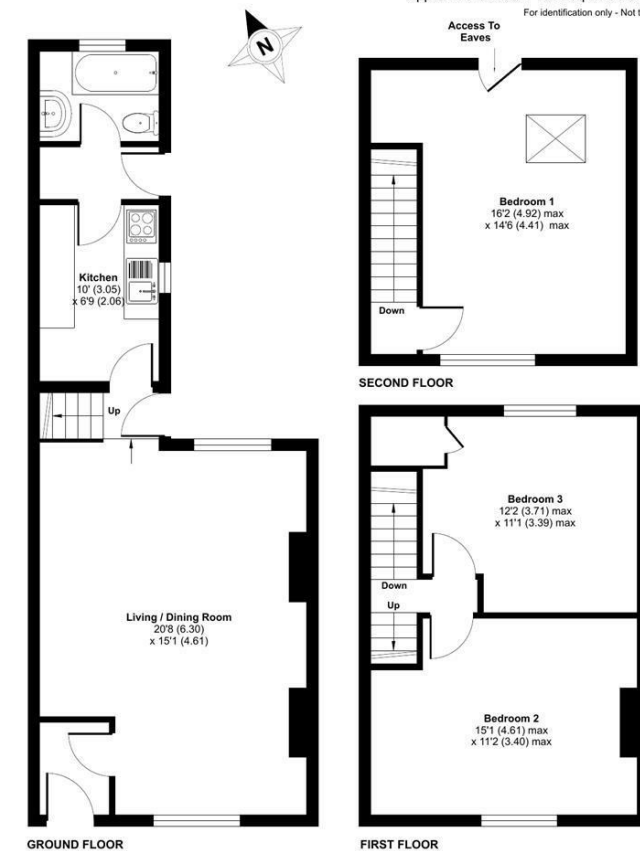 For identification only - Not t
N
Access To
Eaves
Bedroom 1
16'2 (4.92) max
x 14'6 (4.41) max
Down
SECOND FLOOR
Kitchen
10' (3.05)
x 6'9 (2.06)
Up
Living / Dining Room
20'8 (6.30)
x 15'1 (4.61)
GROUND FLOOR
Bedroom 3
12'2 (3.71) max
x 11'1 (3.39) max
Down
Up
Bedroom 2
15'1 (4.61) max
x 11'2 (3.40) max
FIRST FLOOR